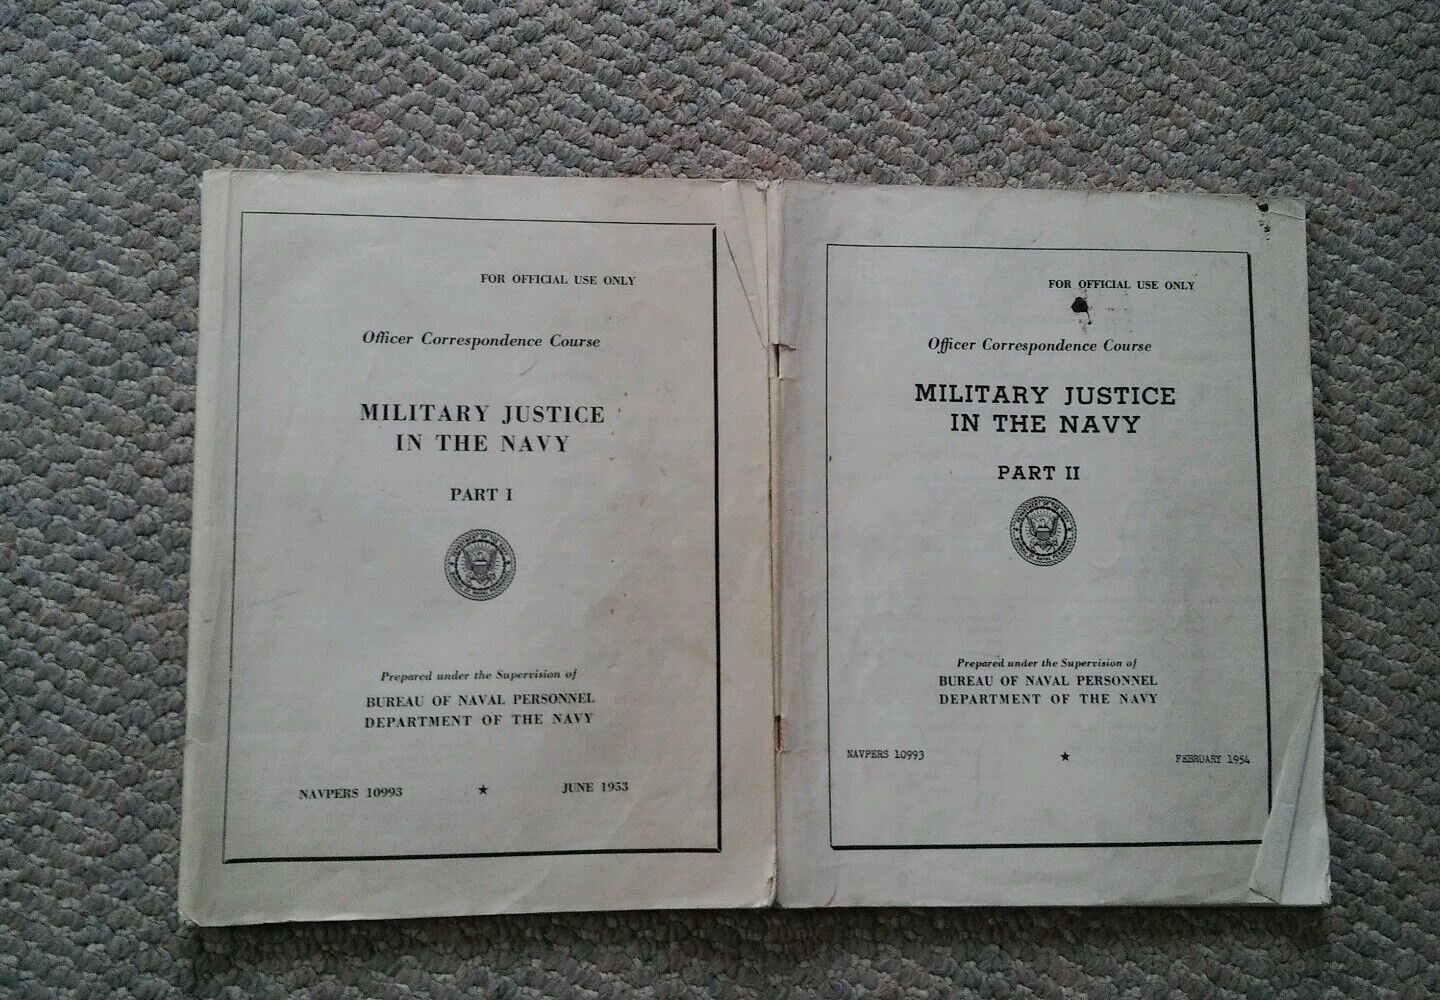 FOR OFFICIAL USE ONLY
Officer Correspondence Course
MILITARY JUSTICE
IN THE NAVY
PART I
Prepared under the Supervision of
BUREAU OF NAVAL PERSONNEL
DEPARTMENT OF THE NAVY
NAVPERS 10993 ★ JUNE 1953
FOR OFFICIAL USE ONLY
Officer Correspondence Course
MILITARY JUSTICE
IN THE NAVY
PART II
Prepared under the Supervision of
BUREAU OF NAVAL PERSONNEL
DEPARTMENT OF THE NAVY
NAVPERS 10993 ★ FEBRUARY 1954